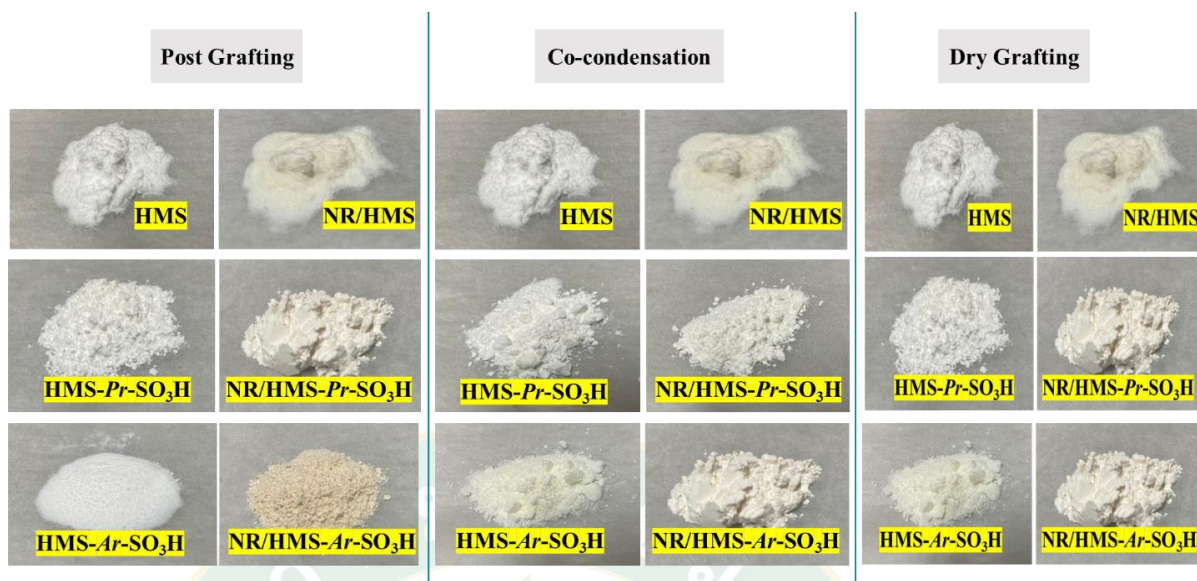 Post Grafting
Co-condensation
Dry Grafting
HMS
NR/HMS
HMS
NR/HMS
HMS
NR/HMS
HMS-Pr-SO₃H
NR/HMS-Pr-SO₃H
HMS-Pr-SO₃H
NR/HMS-Pr-SO₃H
HMS-Pr-SO₃H
NR/HMS-Pr-SO₃H
HMS-Ar-SO₃H
NR/HMS-Ar-SO₃H
HMS-Ar-SO₃H
NR/HMS-Ar-SO₃H
HMS-Ar-SO₃H
NR/HMS-Ar-SO₃H